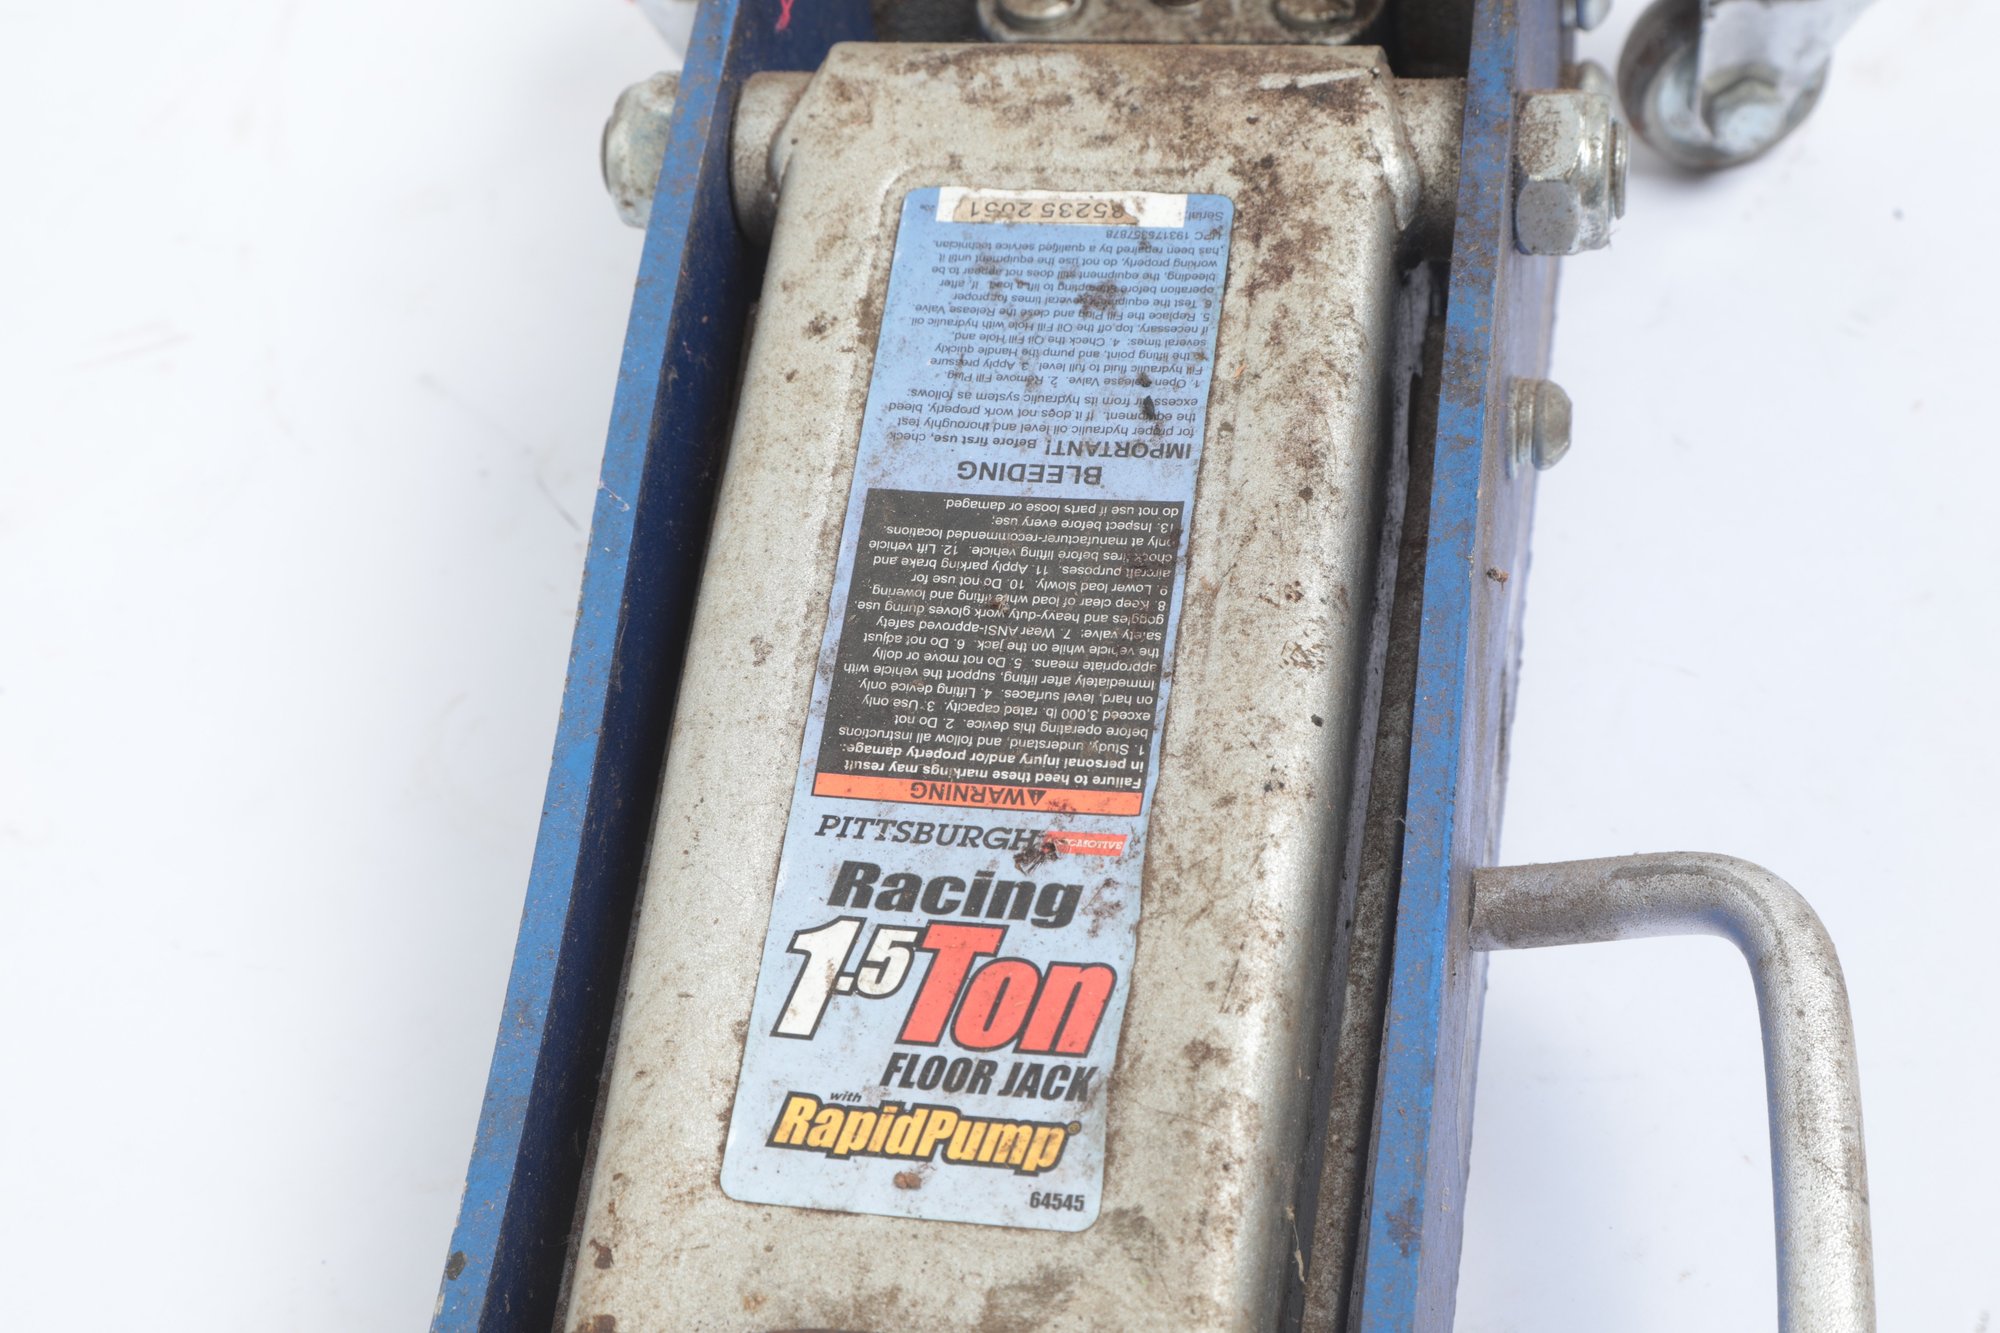 PITTSBURGH AUTOMOTIVE
Racing
1.5 Ton
FLOOR JACK
with
RapidPump®
64545
⚠WARNING
Failure to heed these markings may result
in personal injury and/or property damage:
1. Study, understand, and follow all instructions
before operating this device. 2. Do not
exceed 3,000 lb. rated capacity. 3. Use only
on hard, level surfaces. 4. Lifting device only.
Immediately after lifting, support the vehicle with
appropriate means. 5. Do not move or dolly
the vehicle while on the jack. 6. Do not adjust
safety valve. 7. Wear ANSI-approved safety
goggles and heavy-duty work gloves during use.
8. Keep clear of load while lifting and lowering.
9. Lower load slowly. 10. Do not use for
aircraft purposes. 11. Apply parking brake and
chock tires before lifting vehicle. 12. Lift vehicle
only at manufacturer-recommended locations.
13. Inspect before every use;
do not use if parts loose or damaged.
BLEEDING
IMPORTANT! Before first use, check
for proper hydraulic oil level and thoroughly test
the equipment. If it does not work properly, bleed
excess air from its hydraulic system as follows:
1. Open Release Valve. 2. Remove Fill Plug.
Fill hydraulic fluid to full level. 3. Apply pressure
to the lifting point, and pump the Handle quickly
several times. 4. Check the Oil Fill Hole and,
if necessary, top off the Oil Fill Hole with hydraulic oil.
5. Replace the Fill Plug and close the Release Valve
6. Test the equipment several times for proper
operation before attempting to lift a load. If, after
bleeding, the equipment still does not appear to be
working properly, do not use the equipment until it
has been repaired by a qualified service technician.
UPC 193175357878
Serial: 85235 2051